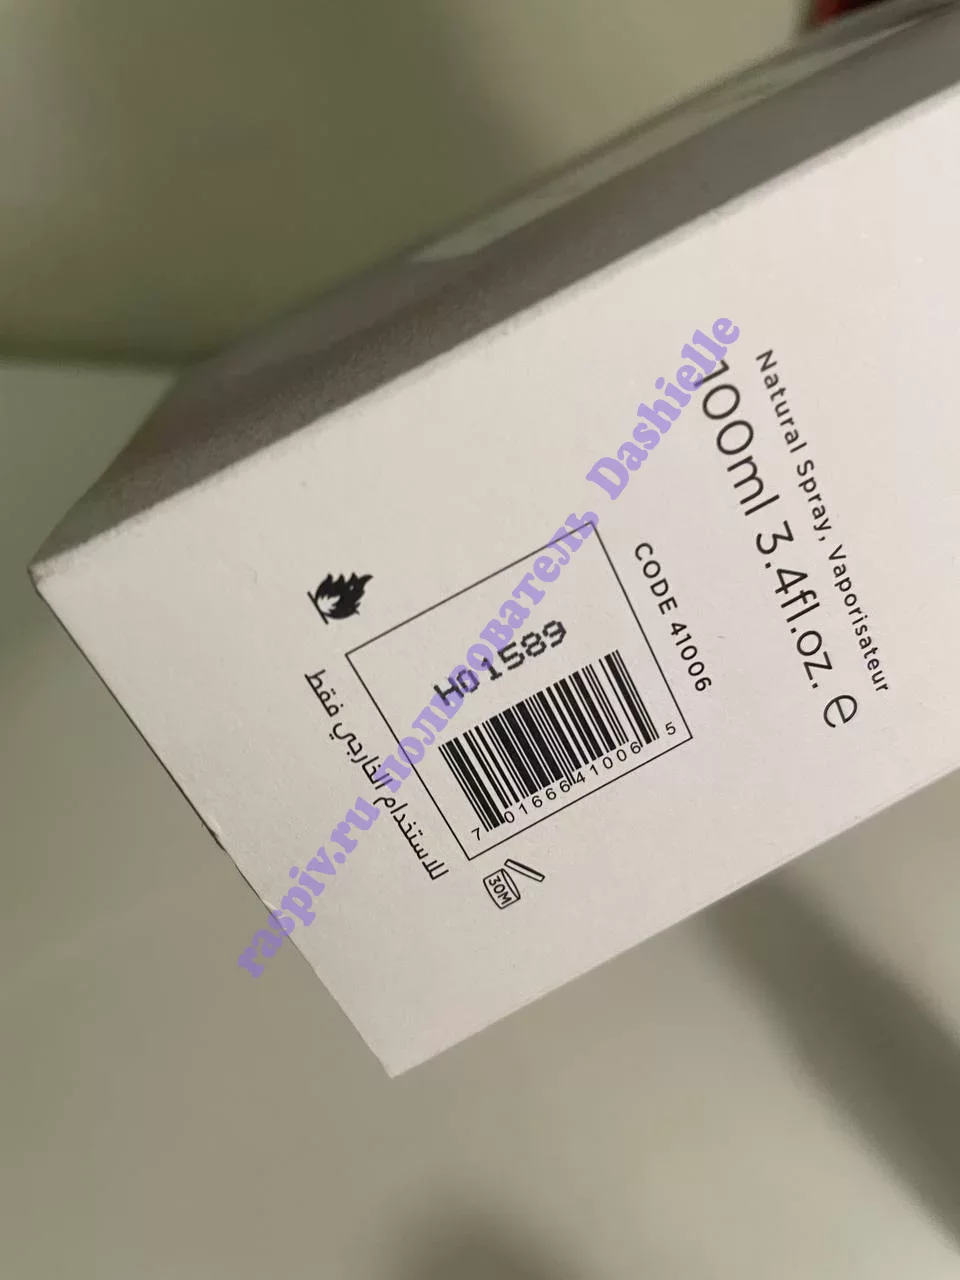 Natural Spray, Vaporisateur
100ml 3.4fl.oz. e
CODE 41006
7 01666 41006 5
30M
للاستخدام الخارجي فقط
raspiv.ru пользователь Dashielle